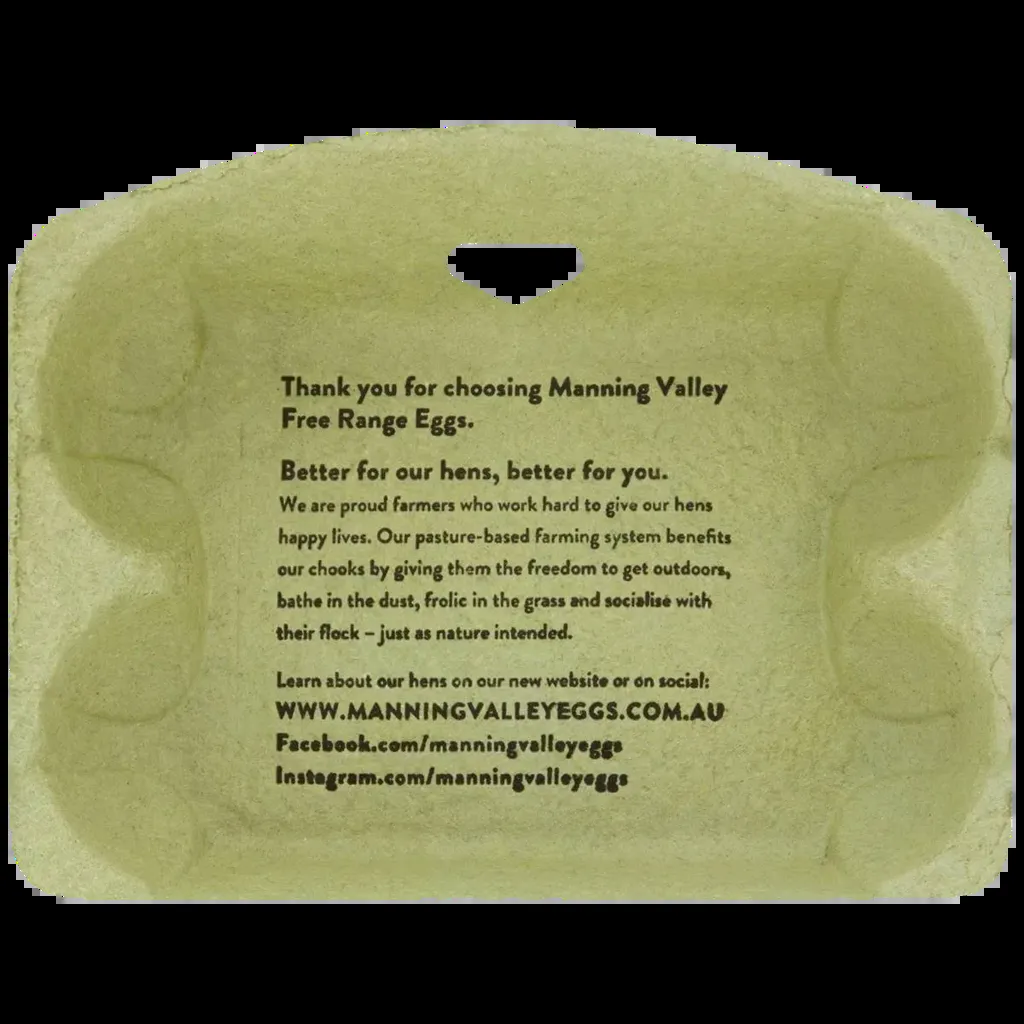 Thank you for choosing Manning Valley
Free Range Eggs.
Better for our hens, better for you.
We are proud farmers who work hard to give our hens
happy lives. Our pasture-based farming system benefits
our chooks by giving them the freedom to get outdoors,
bathe in the dust, frolic in the grass and socialise with
their flock – just as nature intended.
Learn about our hens on our new website or on social:
WWW.MANNINGVALLEYEGGS.COM.AU
Facebook.com/manningvalleyeggs
Instagram.com/manningvalleyeggs